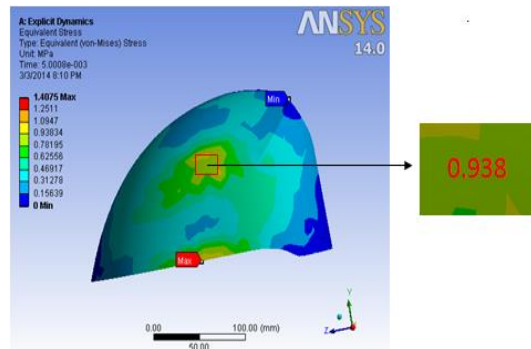 A: Explicit Dynamics
Equivalent Stress
Type: Equivalent (von-Mises) Stress
Unit: MPa
Time: 5.0008e-003
3/3/2014 8:10 PM
ANSYS
14.0
1.4075 Max
1.2511
1.0947
0.93834
0.78195
0.62556
0.46917
0.31278
0.15639
0 Min
Min
Max
0.938
0.00
100.00 (mm)
50.00
Y
Z